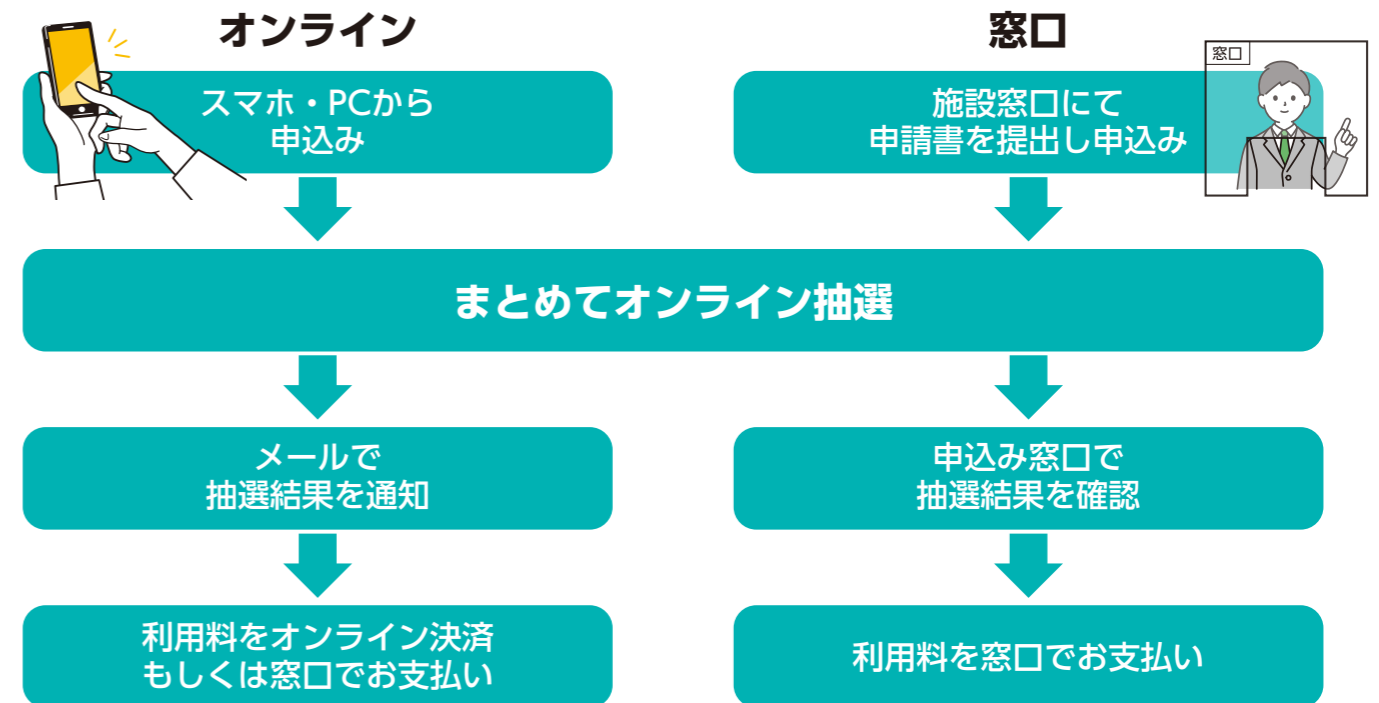 オンライン
スマホ・PCから
申込み
窓口
窓口
施設窓口にて
申請書を提出し申込み
まとめてオンライン抽選
メールで
抽選結果を通知
申込み窓口で
抽選結果を確認
利用料をオンライン決済
もしくは窓口でお支払い
利用料を窓口でお支払い